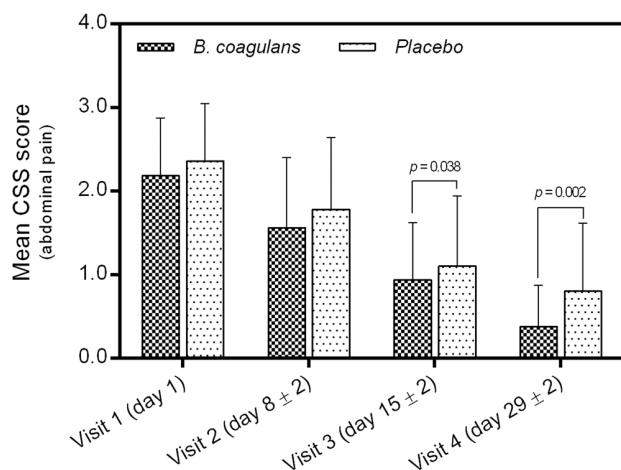 4.0
3.0
2.0
1.0
0.0
Mean CSS score
(abdominal pain)
B. coagulans
Placebo
p = 0.038
p = 0.002
Visit 1 (day 1)
Visit 2 (day 8 ± 2)
Visit 3 (day 15 ± 2)
Visit 4 (day 29 ± 2)